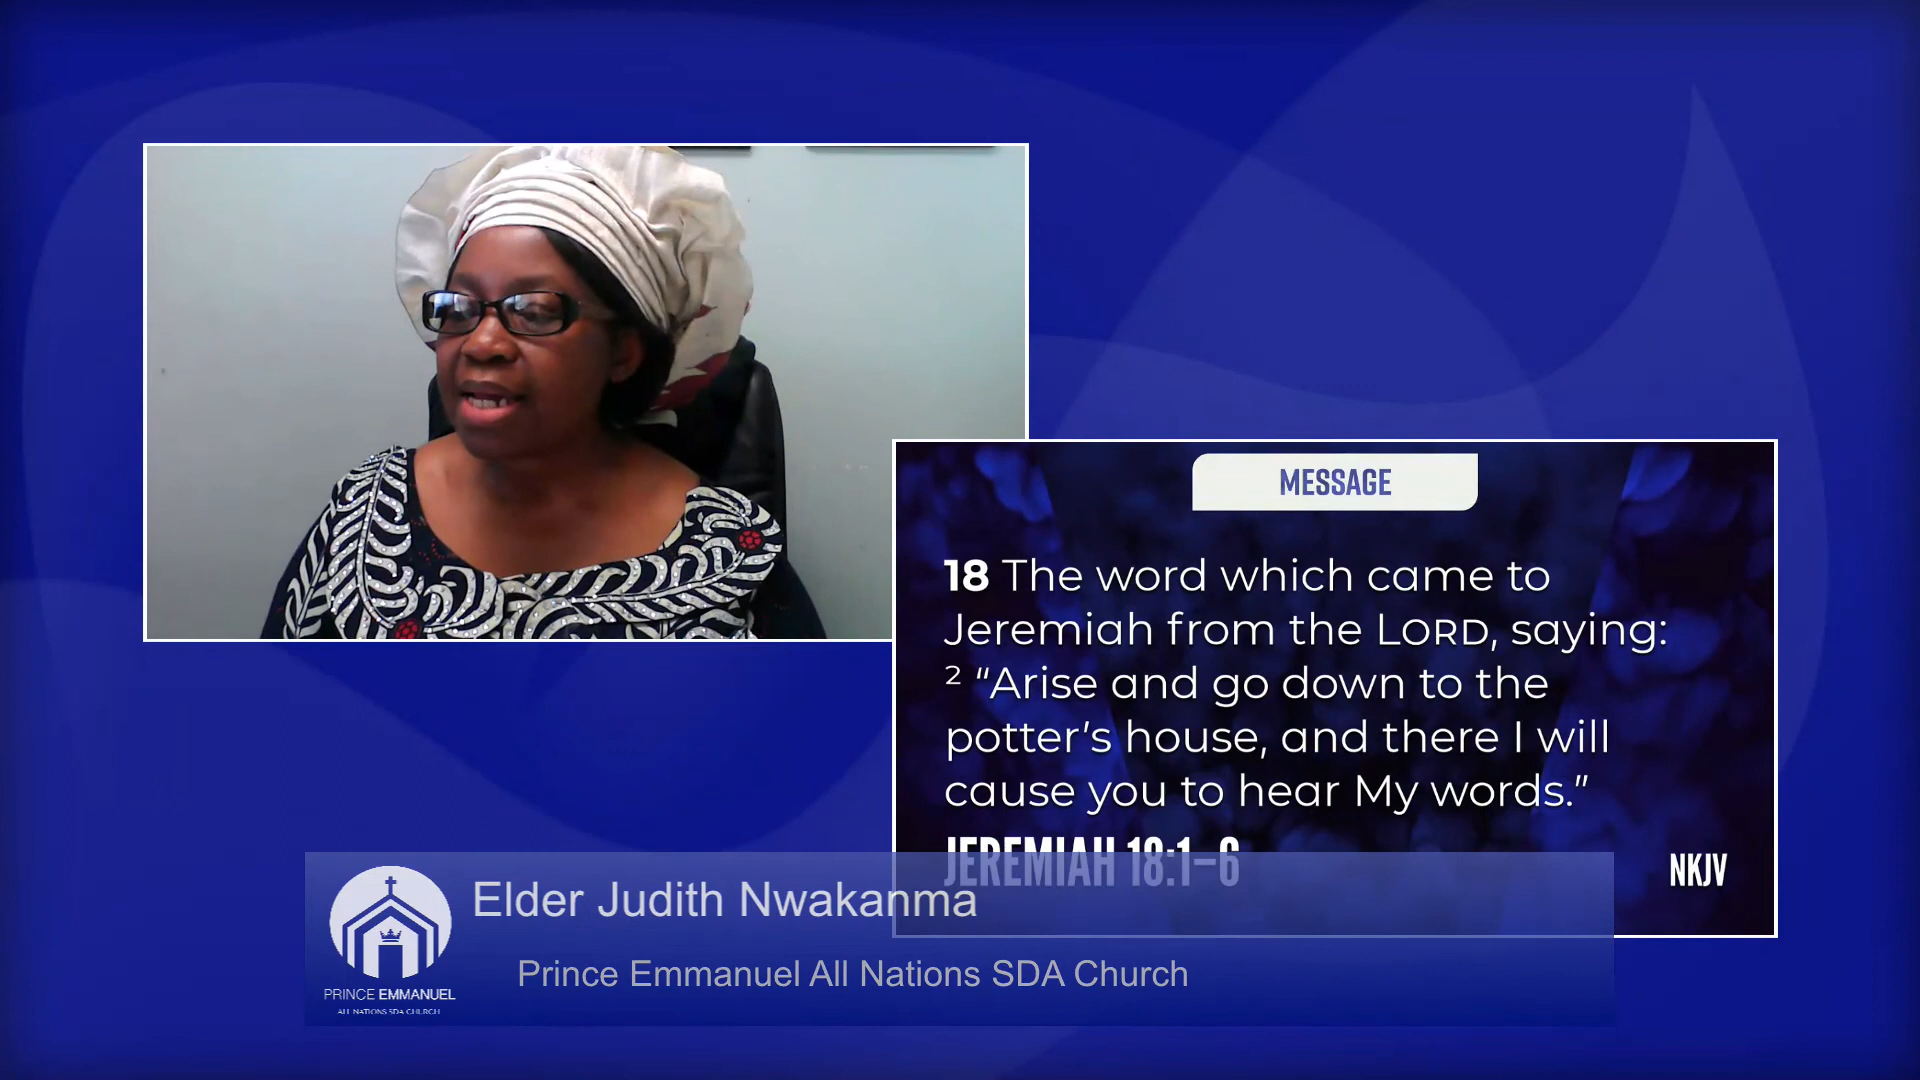 MESSAGE
18 The word which came to
Jeremiah from the LORD, saying:
2 “Arise and go down to the
potter’s house, and there I will
cause you to hear My words.”
JEREMIAH 18:1–6
NKJV
Elder Judith Nwakanma
Prince Emmanuel All Nations SDA Church
PRINCE EMMANUEL
ALL NATIONS SDA CHURCH